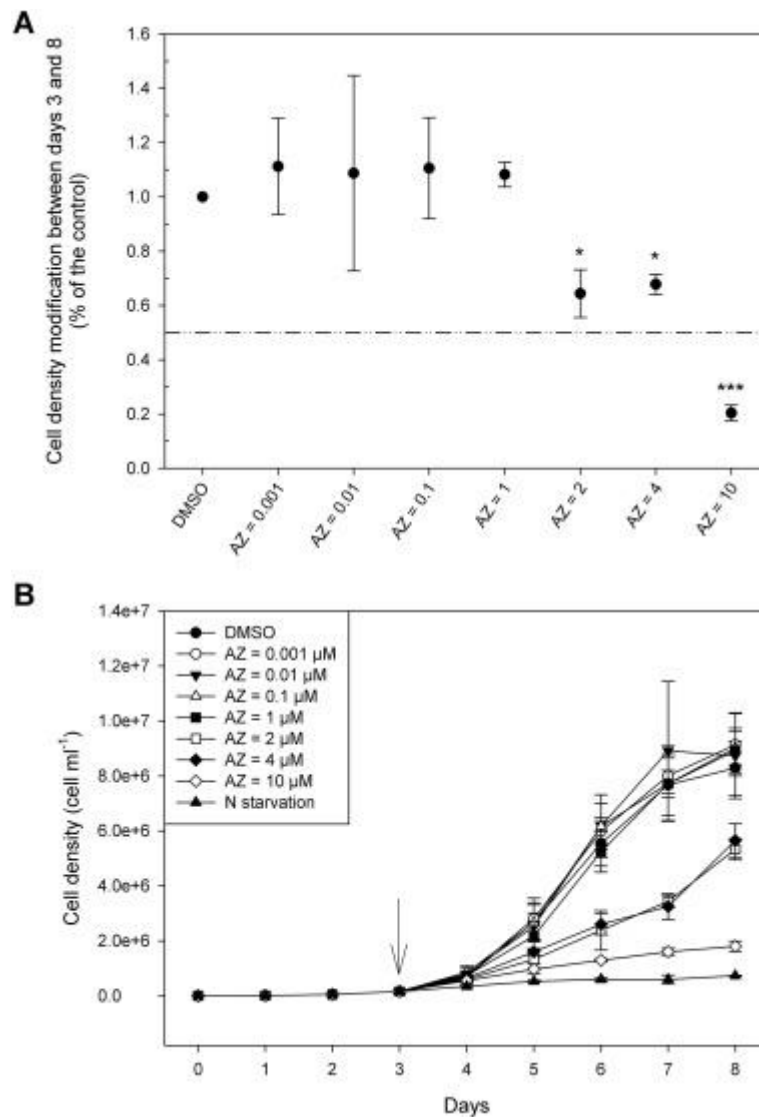 A
Cell density modification between days 3 and 8
(% of the control)
1.6
1.4
1.2
1.0
0.8
0.6
0.4
0.2
0.0
*
*
***
DMSO
AZ = 0.001
AZ = 0.01
AZ = 0.1
AZ = 1
AZ = 2
AZ = 4
AZ = 10
B
Cell density (cell ml⁻¹)
1.4e+7
1.2e+7
1.0e+7
8.0e+6
6.0e+6
4.0e+6
2.0e+6
0.0
DMSO
AZ = 0.001 µM
AZ = 0.01 µM
AZ = 0.1 µM
AZ = 1 µM
AZ = 2 µM
AZ = 4 µM
AZ = 10 µM
N starvation
0 1 2 3 4 5 6 7 8
Days